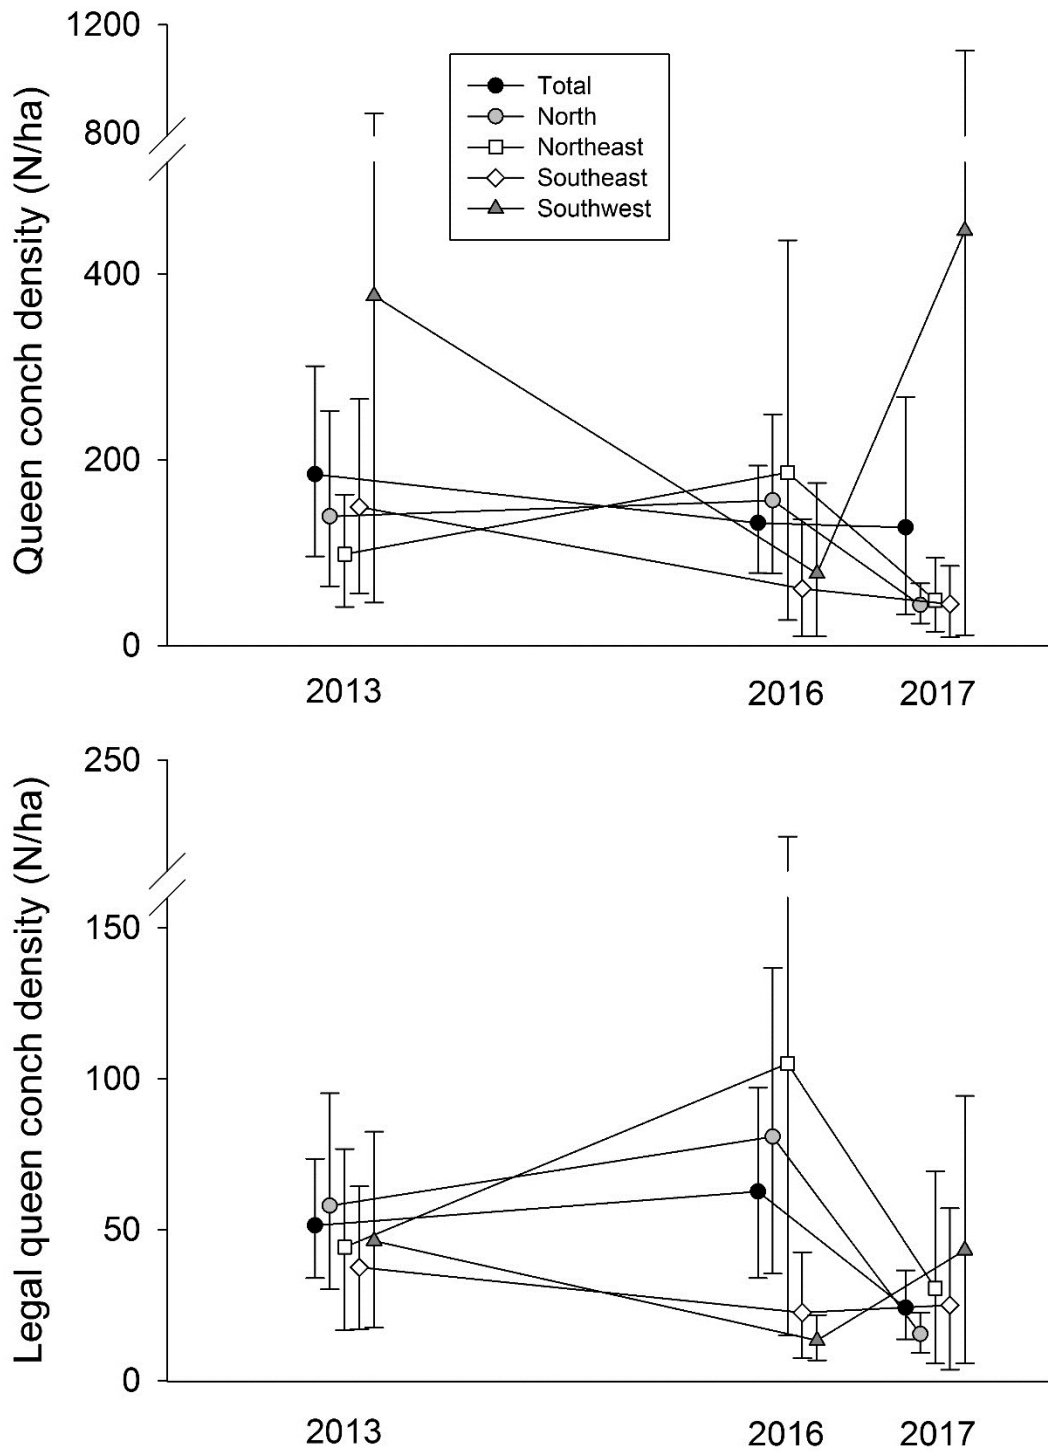 Queen conch density (N/ha)
1200
800
400
200
0
Total
North
Northeast
Southeast
Southwest
2013 2016 2017
Legal queen conch density (N/ha)
250
150
100
50
0
2013 2016 2017